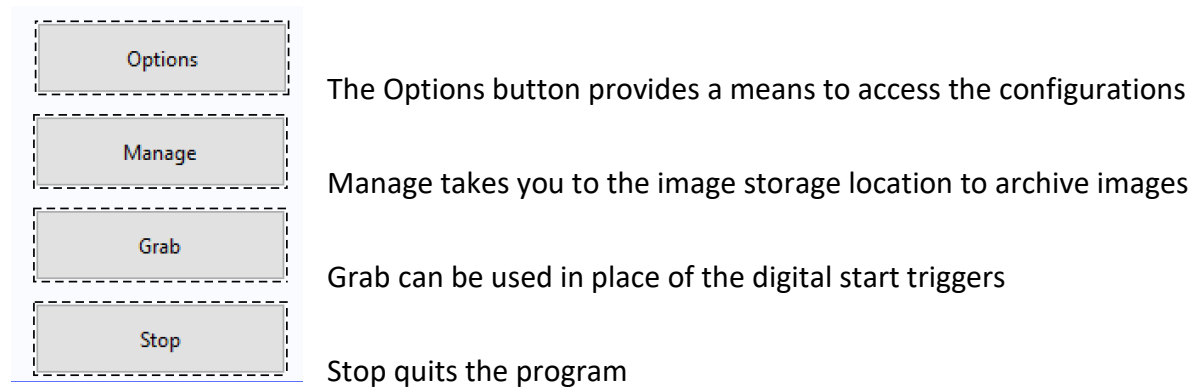 Options
The Options button provides a means to access the configurations
Manage
Manage takes you to the image storage location to archive images
Grab
Grab can be used in place of the digital start triggers
Stop
Stop quits the program